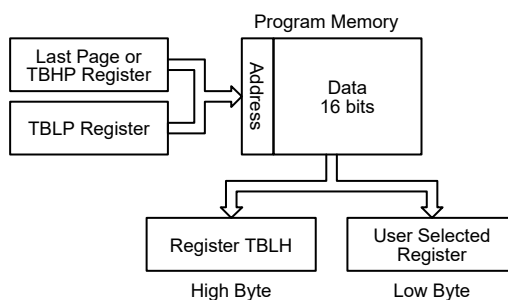 Program Memory
Last Page or
TBHP Register
TBLP Register
Address
Data
16 bits
Register TBLH
User Selected
Register
High Byte
Low Byte